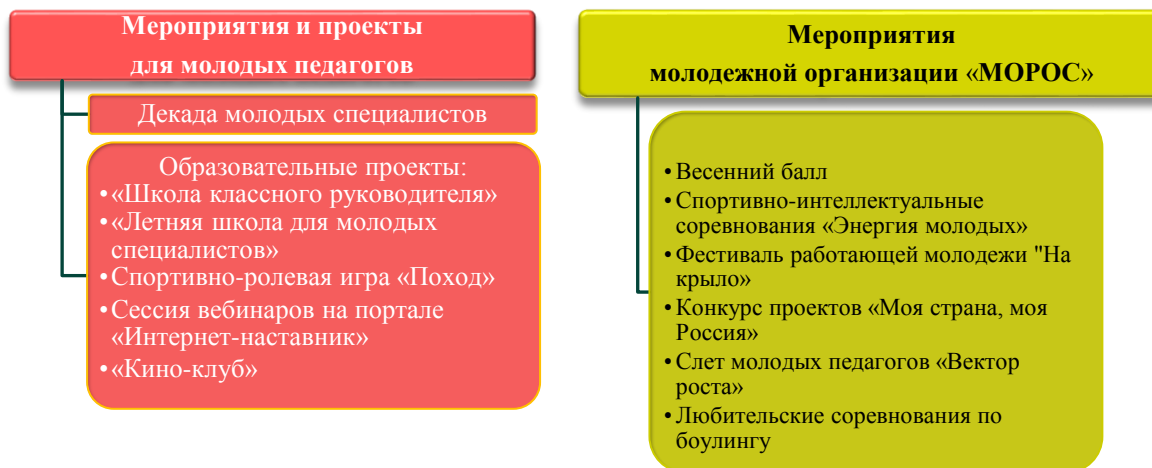 Мероприятия и проекты
для молодых педагогов
Декада молодых специалистов
Образовательные проекты:
•«Школа классного руководителя»
•«Летняя школа для молодых
специалистов»
•Спортивно-ролевая игра «Поход»
•Сессия вебинаров на портале
«Интернет-наставник»
•«Кино-клуб»
Мероприятия
молодежной организации «МОРОС»
•Весенний балл
•Спортивно-интеллектуальные
соревнования «Энергия молодых»
•Фестиваль работающей молодежи "На
крыло»
•Конкурс проектов «Моя страна, моя
Россия»
•Слет молодых педагогов «Вектор
роста»
•Любительские соревнования по
боулингу